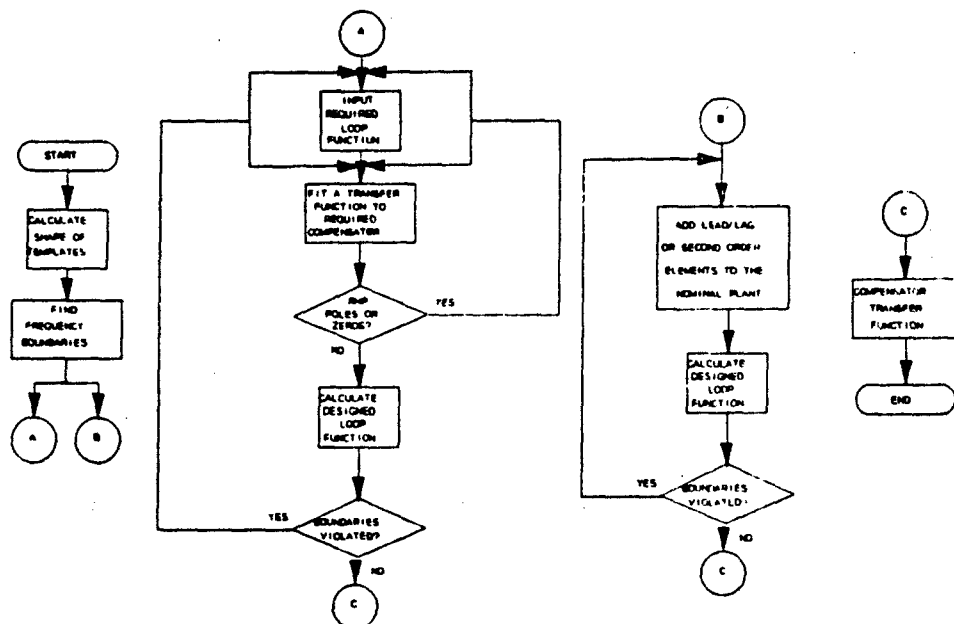 START
CALCULATE
SHAPE OF
TEMPLATES
FIND
FREQUENCY
BOUNDARIES
A
B
A
INPUT
REQUIRED
LOOP
FUNCTION
FIT A TRANSFER
FUNCTION TO
REQUIRED
COMPENSATOR
RHP
POLES OR
ZEROS?
YES
NO
CALCULATE
DESIGNED
LOOP
FUNCTION
BOUNDARIES
VIOLATED?
YES
NO
C
B
ADD LEAD/LAG
OR SECOND ORDER
ELEMENTS TO THE
NOMINAL PLANT
CALCULATE
DESIGNED
LOOP
FUNCTION
BOUNDARIES
VIOLATED?
YES
NO
C
C
COMPENSATOR
TRANSFER
FUNCTION
END